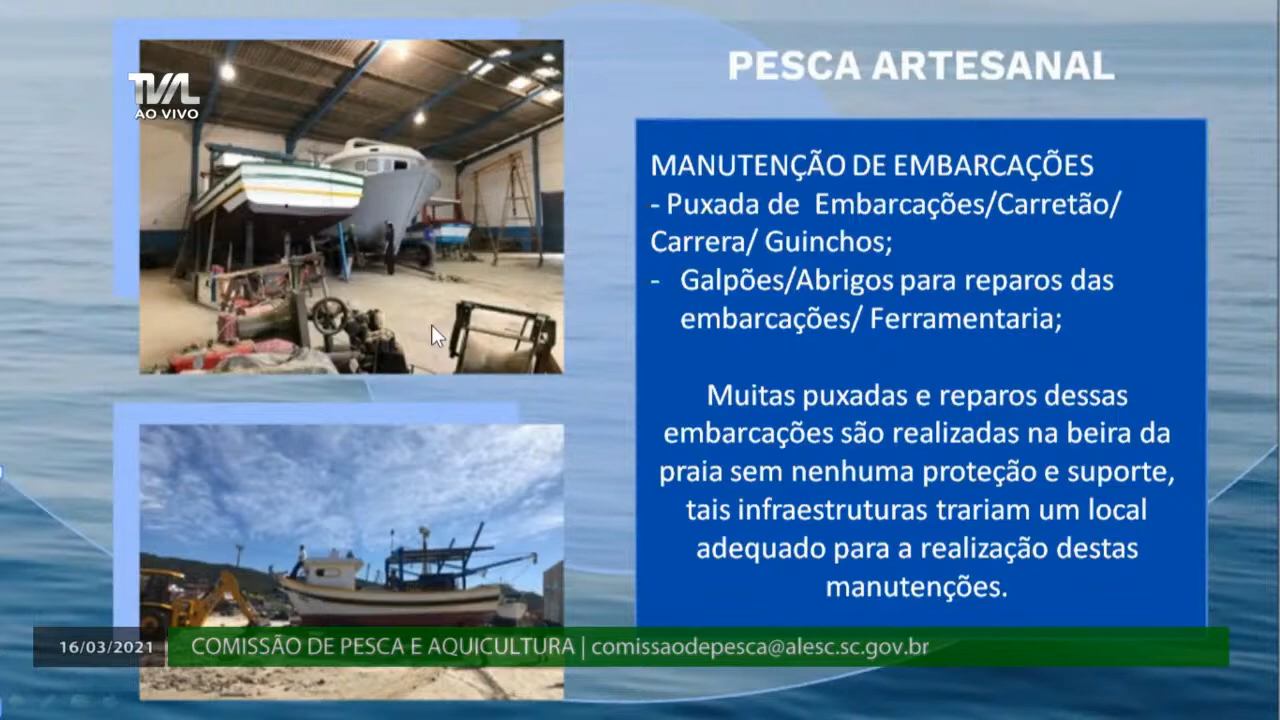 TVAL
AO VIVO
PESCA ARTESANAL
MANUTENÇÃO DE EMBARCAÇÕES
- Puxada de Embarcações/Carretão/
Carrera/ Guinchos;
- Galpões/Abrigos para reparos das
embarcações/ Ferramentaria;
Muitas puxadas e reparos dessas
embarcações são realizadas na beira da
praia sem nenhuma proteção e suporte,
tais infraestruturas trariam um local
adequado para a realização destas
manutenções.
16/03/2021 COMISSÃO DE PESCA E AQUICULTURA | comissaodepesca@alesc.sc.gov.br